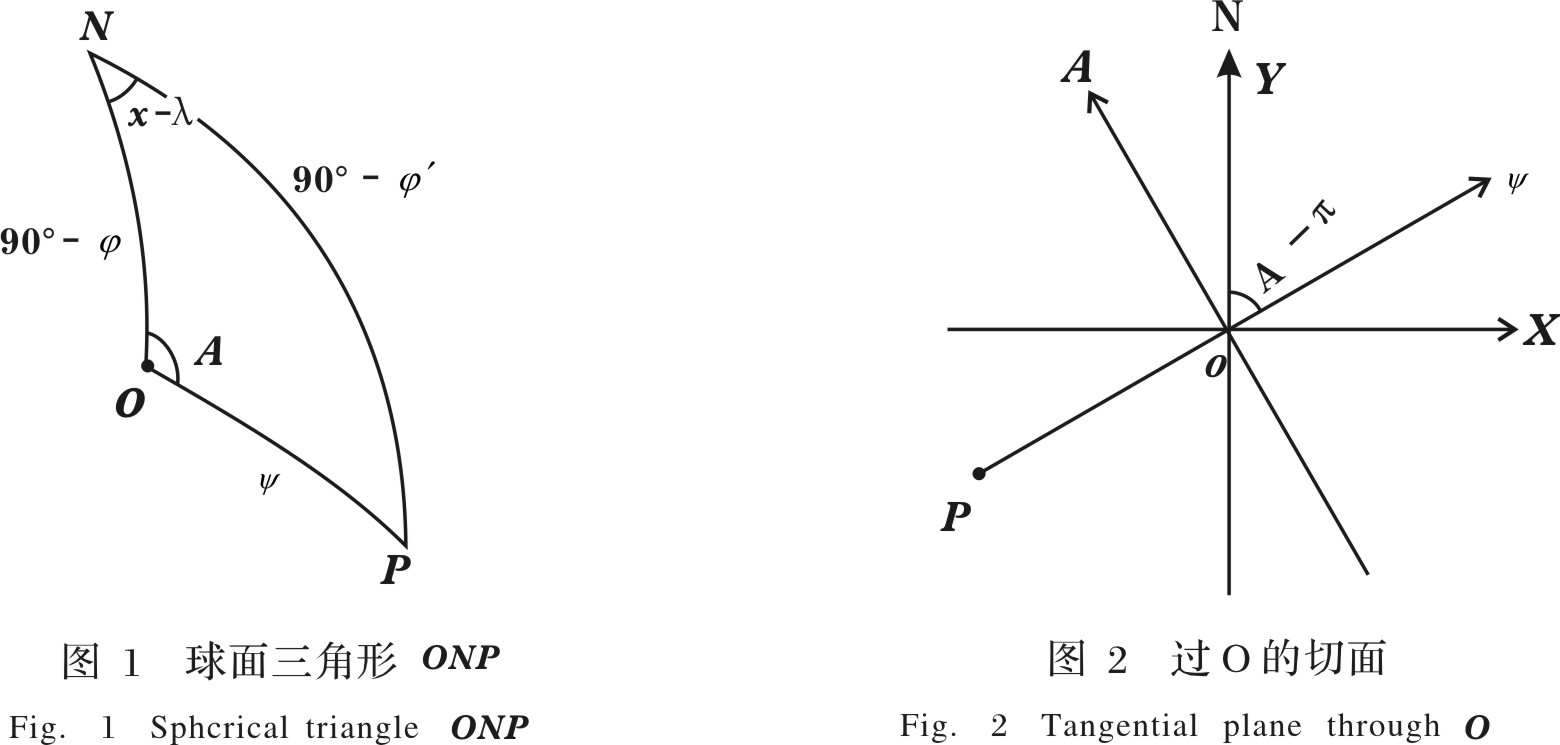 N
x-λ
90° - φ′
90° - φ
A
O
ψ
P
图 1 球面三角形 ONP
Fig. 1 Sphcrical triangle ONP
N
A
Y
ψ
A - π
X
o
P
图 2 过O的切面
Fig. 2 Tangential plane through O